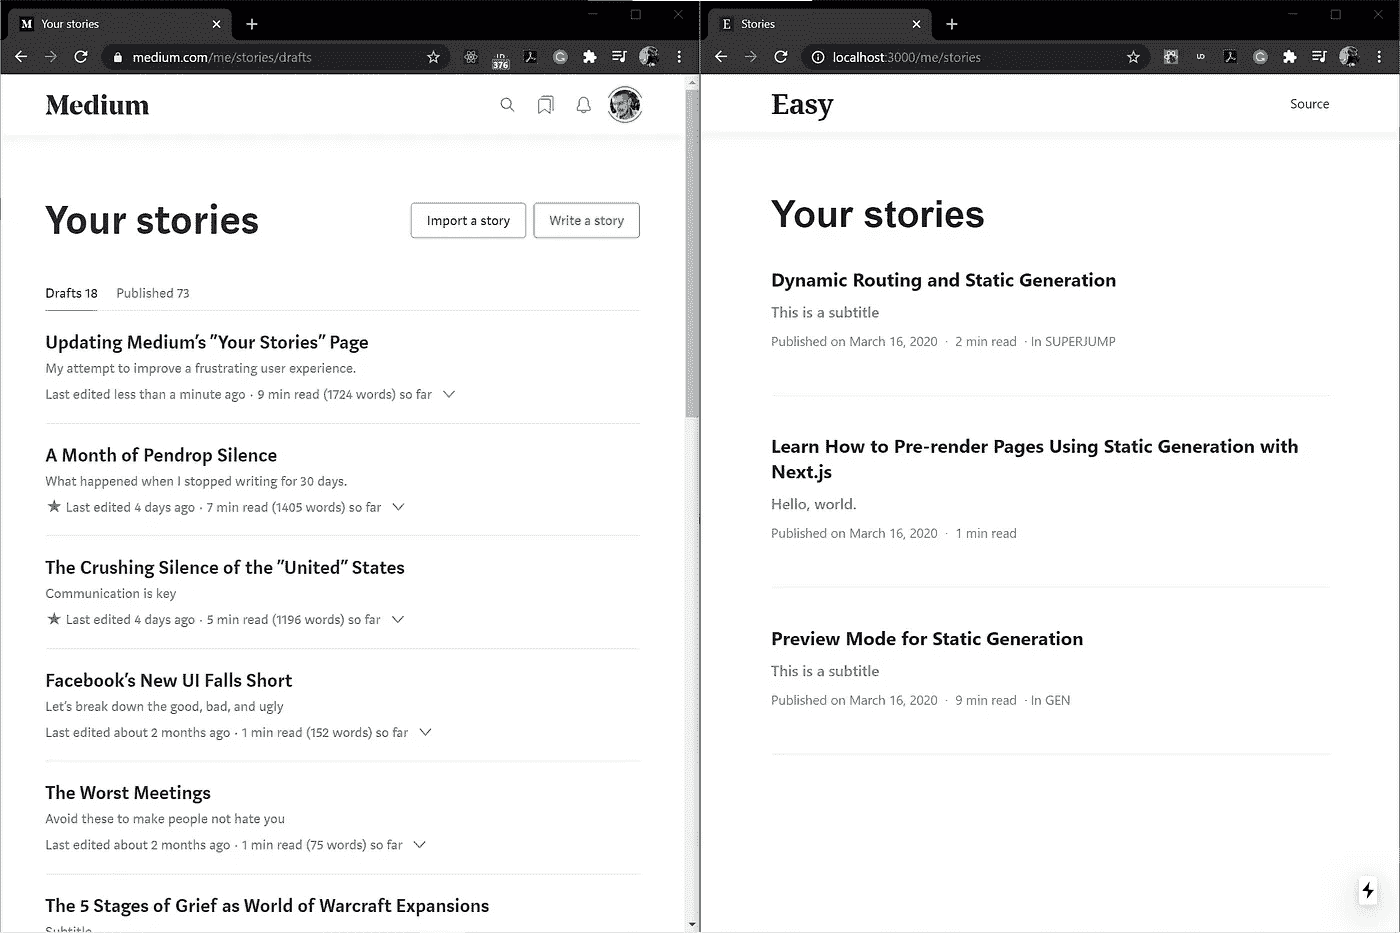 Your stories
medium.com/me/stories/drafts
376
Medium
Your stories
Import a story
Write a story
Drafts 18
Published 73
Updating Medium's "Your Stories" Page
My attempt to improve a frustrating user experience.
Last edited less than a minute ago · 9 min read (1724 words) so far
A Month of Pendrop Silence
What happened when I stopped writing for 30 days.
Last edited 4 days ago · 7 min read (1405 words) so far
The Crushing Silence of the "United" States
Communication is key
Last edited 4 days ago · 5 min read (1196 words) so far
Facebook's New UI Falls Short
Let's break down the good, bad, and ugly
Last edited about 2 months ago · 1 min read (152 words) so far
The Worst Meetings
Avoid these to make people not hate you
Last edited about 2 months ago · 1 min read (75 words) so far
The 5 Stages of Grief as World of Warcraft Expansions
Subtitle
Stories
localhost:3000/me/stories
Easy
Source
Your stories
Dynamic Routing and Static Generation
This is a subtitle
Published on March 16, 2020 · 2 min read · In SUPERJUMP
Learn How to Pre-render Pages Using Static Generation with
Next.js
Hello, world.
Published on March 16, 2020 · 1 min read
Preview Mode for Static Generation
This is a subtitle
Published on March 16, 2020 · 9 min read · In GEN